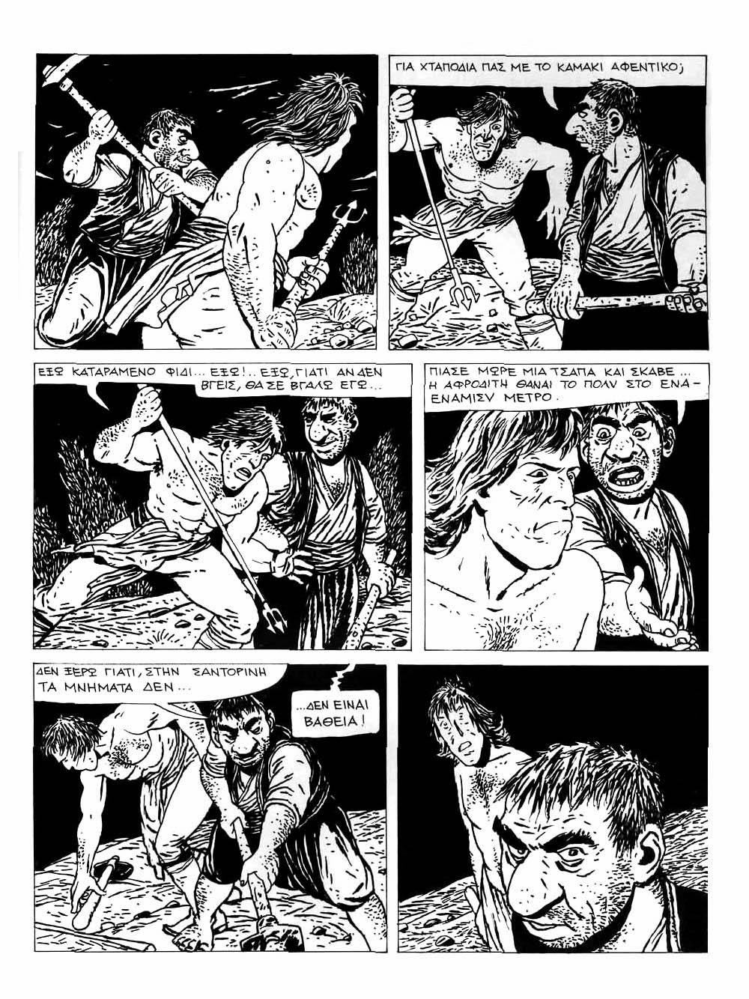 ΓΙΑ ΧΤΑΠΟΔΙΑ ΠΑΣ ΜΕ ΤΟ ΚΑΜΑΚΙ ΑΦΕΝΤΙΚΟ;
ΕΞΩ ΚΑΤΑΡΑΜΕΝΟ ΦΙΔΙ... ΕΞΩ!.. ΕΞΩ, ΓΙΑΤΙ ΑΝ ΔΕΝ
ΒΓΕΙΣ, ΘΑ ΣΕ ΒΓΑΛΩ ΕΓΩ...
ΠΙΑΣΕ ΜΩΡΕ ΜΙΑ ΤΣΑΠΑ ΚΑΙ ΣΚΑΒΕ...
Η ΑΦΡΟΔΙΤΗ ΘΑΝΑΙ ΤΟ ΠΟΛΥ ΣΤΟ ΕΝΑ-
ΕΝΑΜΙΣΥ ΜΕΤΡΟ.
ΔΕΝ ΞΕΡΩ ΓΙΑΤΙ, ΣΤΗΝ ΣΑΝΤΟΡΙΝΗ
ΤΑ ΜΝΗΜΑΤΑ ΔΕΝ...
...ΔΕΝ ΕΙΝΑΙ
ΒΑΘΕΙΑ!